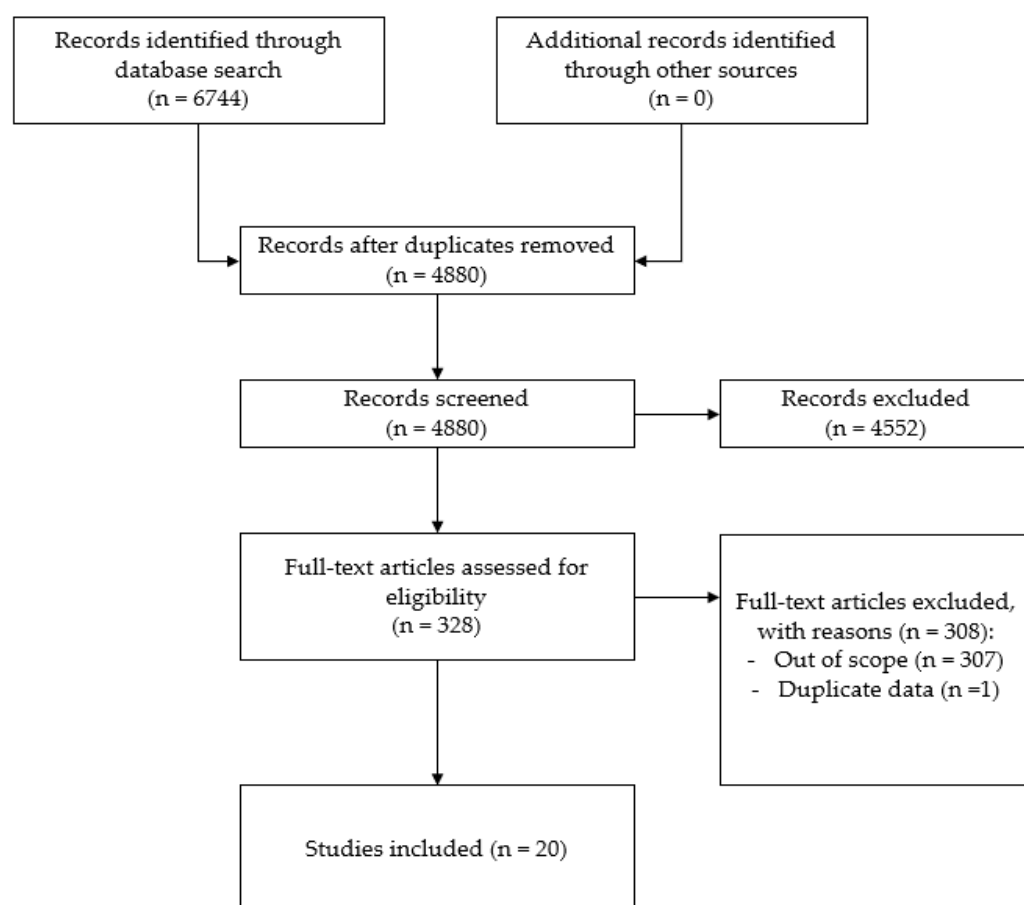 Records identified through
database search
(n = 6744)
Additional records identified
through other sources
(n = 0)
Records after duplicates removed
(n = 4880)
Records screened
(n = 4880)
Records excluded
(n = 4552)
Full-text articles assessed for
eligibility
(n = 328)
Full-text articles excluded,
with reasons (n = 308):
- Out of scope (n = 307)
- Duplicate data (n =1)
Studies included (n = 20)